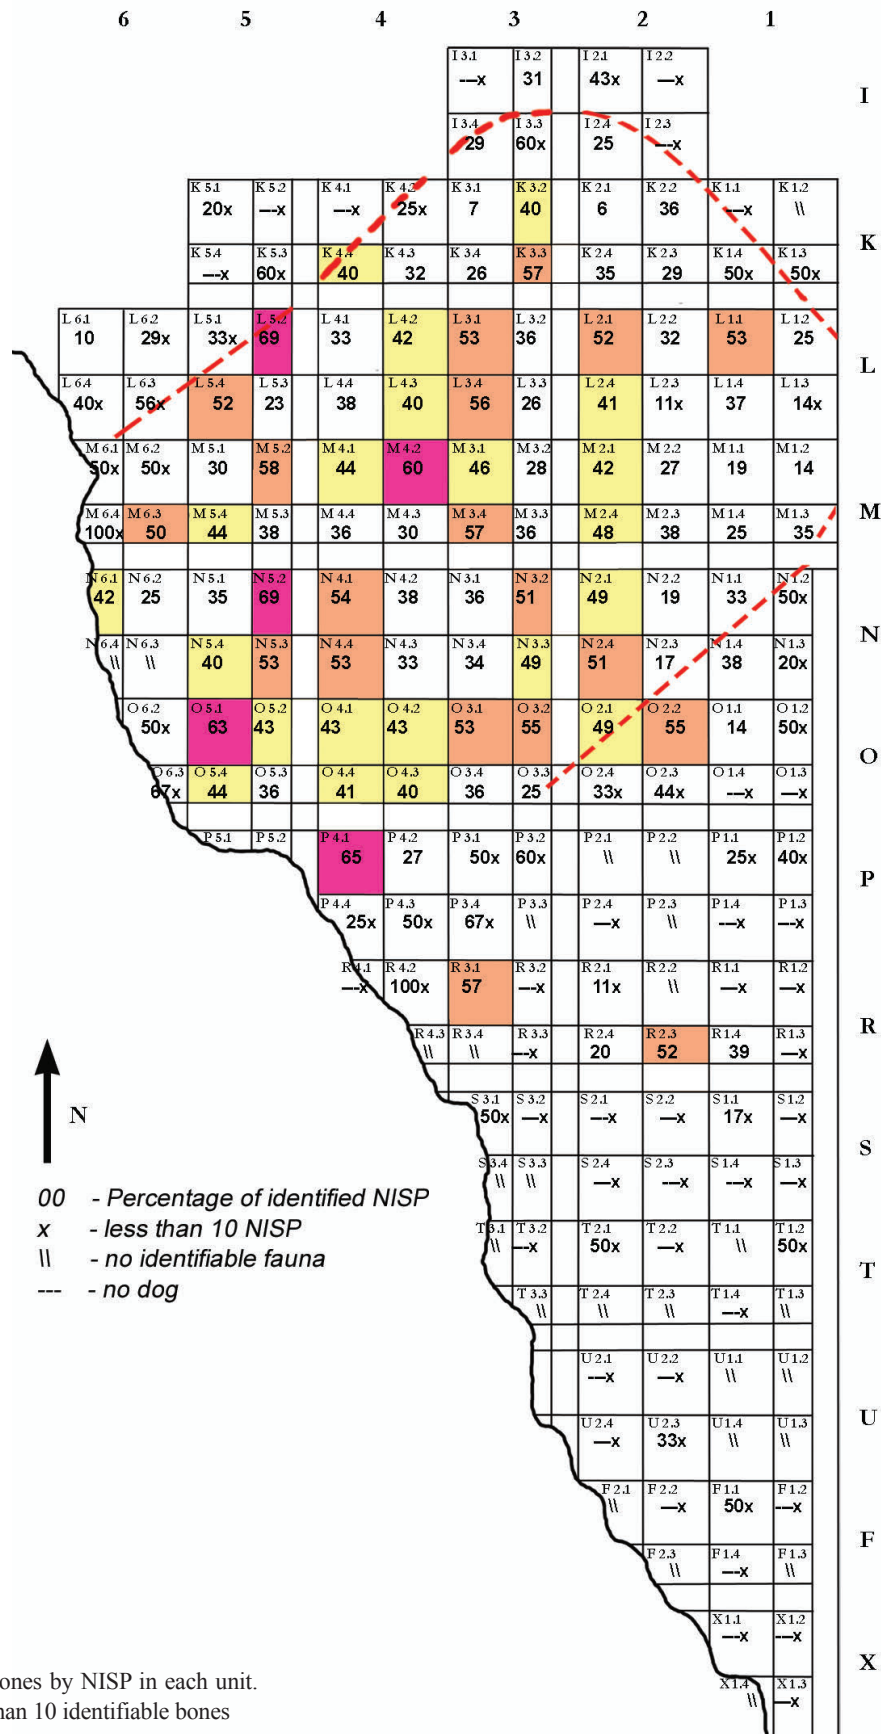 6 5 4 3 2 1
I 3.1 I 3.2 I 2.1 I 2.2
---x 31 43x ---x
I
I 3.4 I 3.3 I 2.4 I 2.3
29 60x 25 ---x
K 5.1 K 5.2 K 4.1 K 4.2 K 3.1 K 3.2 K 2.1 K 2.2 K 1.1 K 1.2
20x ---x ---x 25x 7 40 6 36 ---x \\
K
K 5.4 K 5.3 K 4.4 K 4.3 K 3.4 K 3.3 K 2.4 K 2.3 K 1.4 K 1.3
---x 60x 40 32 26 57 35 29 50x 50x
L 6.1 L 6.2 L 5.1 L 5.2 L 4.1 L 4.2 L 3.1 L 3.2 L 2.1 L 2.2 L 1.1 L 1.2
10 29x 33x 69 33 42 53 36 52 32 53 25
L
L 6.4 L 6.3 L 5.4 L 5.3 L 4.4 L 4.3 L 3.4 L 3.3 L 2.4 L 2.3 L 1.4 L 1.3
40x 56x 52 23 38 40 56 26 41 11x 37 14x
M 6.1 M 6.2 M 5.1 M 5.2 M 4.1 M 4.2 M 3.1 M 3.2 M 2.1 M 2.2 M 1.1 M 1.2
50x 50x 30 58 44 60 46 28 42 27 19 14
M
M 6.4 M 6.3 M 5.4 M 5.3 M 4.4 M 4.3 M 3.4 M 3.3 M 2.4 M 2.3 M 1.4 M 1.3
100x 50 44 38 36 30 57 36 48 38 25 35
N 6.1 N 6.2 N 5.1 N 5.2 N 4.1 N 4.2 N 3.1 N 3.2 N 2.1 N 2.2 N 1.1 N 1.2
42 25 35 69 54 38 36 51 49 19 33 50x
N
N 6.4 N 6.3 N 5.4 N 5.3 N 4.4 N 4.3 N 3.4 N 3.3 N 2.4 N 2.3 N 1.4 N 1.3
\\ \\ 40 53 53 33 34 49 51 17 38 20x
O 6.2 O 5.1 O 5.2 O 4.1 O 4.2 O 3.1 O 3.2 O 2.1 O 2.2 O 1.1 O 1.2
50x 63 43 43 43 53 55 49 55 14 50x
O
O 6.3 O 5.4 O 5.3 O 4.4 O 4.3 O 3.4 O 3.3 O 2.4 O 2.3 O 1.4 O 1.3
67x 44 36 41 40 36 25 33x 44x ---x ---x
P 5.1 P 5.2 P 4.1 P 4.2 P 3.1 P 3.2 P 2.1 P 2.2 P 1.1 P 1.2
65 27 50x 60x \\ \\ 25x 40x
P
P 4.4 P 4.3 P 3.4 P 3.3 P 2.4 P 2.3 P 1.4 P 1.3
25x 50x 67x \\ ---x \\ ---x ---x
R 4.1 R 4.2 R 3.1 R 3.2 R 2.1 R 2.2 R 1.1 R 1.2
---x 100x 57 ---x 11x \\ ---x ---x
R
R 4.3 R 3.4 R 3.3 R 2.4 R 2.3 R 1.4 R 1.3
\\ \\ ---x 20 52 39 ---x
S 3.1 S 3.2 S 2.1 S 2.2 S 1.1 S 1.2
50x ---x ---x ---x 17x ---x
S
S 3.4 S 3.3 S 2.4 S 2.3 S 1.4 S 1.3
\\ \\ ---x ---x ---x ---x
T 3.1 T 3.2 T 2.1 T 2.2 T 1.1 T 1.2
\\ ---x 50x ---x \\ 50x
T
T 3.3 T 2.4 T 2.3 T 1.4 T 1.3
\\ \\ \\ ---x \\
U 2.1 U 2.2 U 1.1 U 1.2
---x ---x \\ \\
U
U 2.4 U 2.3 U 1.4 U 1.3
---x 33x \\ \\
F 2.1 F 2.2 F 1.1 F 1.2
\\ ---x 50x ---x
F
F 2.3 F 1.4 F 1.3
\\ ---x \\
X 1.1 X 1.2
---x ---x
X
X 1.4 X 1.3
\\ ---x
N
00 - Percentage of identified NISP
x - less than 10 NISP
\\ - no identifiable fauna
--- - no dog
ones by NISP in each unit.
han 10 identifiable bones